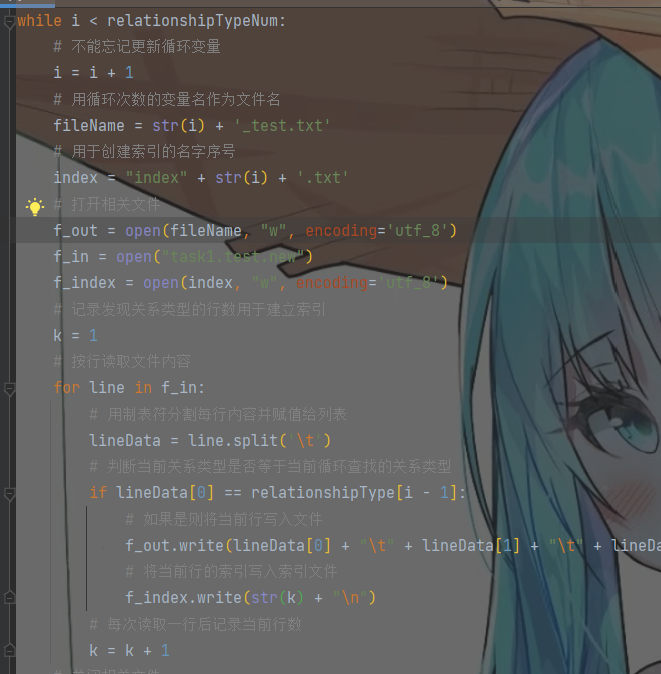 while i < relationshipTypeNum:
# 不能忘记更新循环变量
i = i + 1
# 用循环次数的变量名作为文件名
fileName = str(i) + '_test.txt'
# 用于创建索引的名字序号
index = "index" + str(i) + '.txt'
# 打开相关文件
f_out = open(fileName, "w", encoding='utf_8')
f_in = open("task1.test.new")
f_index = open(index, "w", encoding='utf_8')
# 记录发现关系类型的行数用于建立索引
k = 1
# 按行读取文件内容
for line in f_in:
# 用制表符分割每行内容并赋值给列表
lineData = line.split('\t')
# 判断当前关系类型是否等于当前循环查找的关系类型
if lineData[0] == relationshipType[i - 1]:
# 如果是则将当前行写入文件
f_out.write(lineData[0] + "\t" + lineData[1] + "\t" + lineDa
# 将当前行的索引写入索引文件
f_index.write(str(k) + "\n")
# 每次读取一行后记录当前行数
k = k + 1